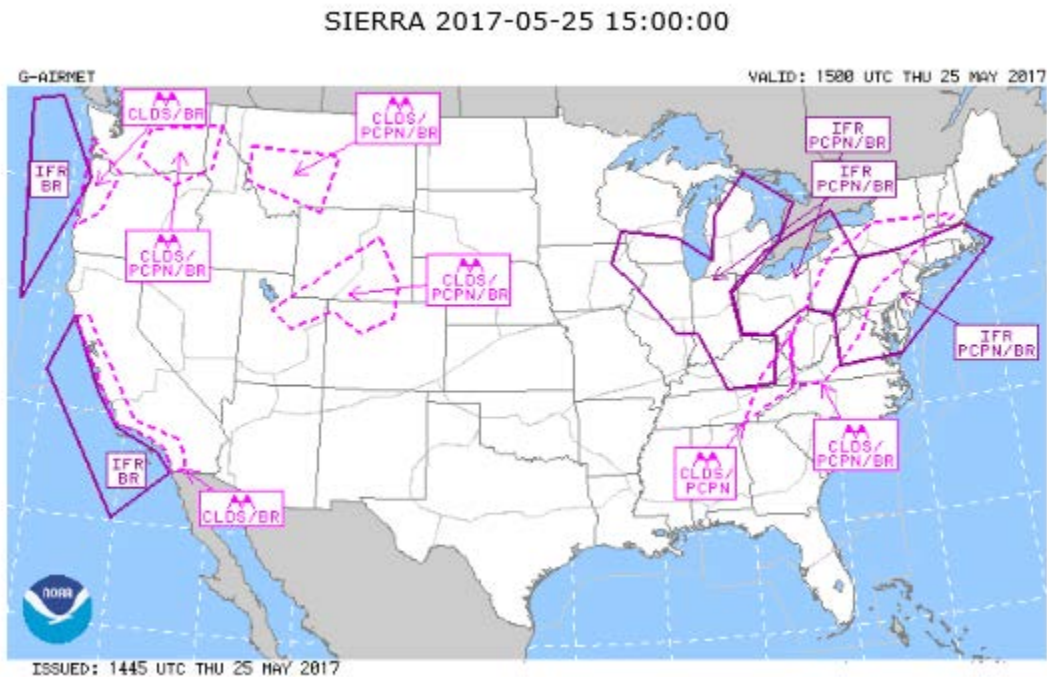 SIERRA 2017-05-25 15:00:00
G-AIRMET
VALID: 1500 UTC THU 25 MAY 2017
CLDS/BR
CLDS/
PCPN/BR
IFR
PCPN/BR
IFR
PCPN/BR
IFR
BR
CLDS/
PCPN/BR
CLDS/
PCPN/BR
IFR
PCPN/BR
IFR
BR
CLDS/
PCPN
CLDS/
PCPN/BR
CLDS/BR
NOAA
ISSUED: 1445 UTC THU 25 MAY 2017